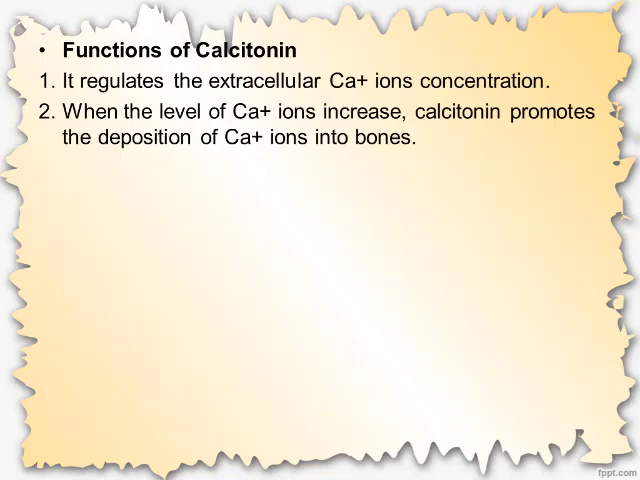 • Functions of Calcitonin
1. It regulates the extracellular Ca+ ions concentration.
2. When the level of Ca+ ions increase, calcitonin promotes
the deposition of Ca+ ions into bones.
fppt.com